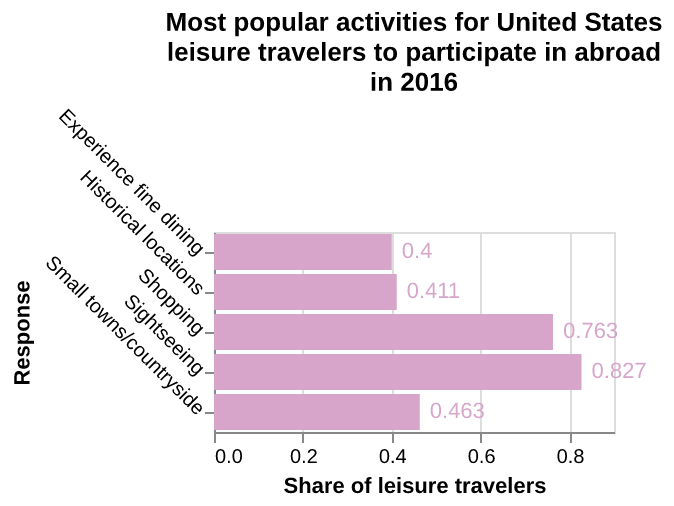 Most popular activities for United States
leisure travelers to participate in abroad
in 2016
Experience fine dining
0.4
Historical locations
0.411
Shopping
0.763
Sightseeing
0.827
Small towns/countryside
0.463
Response
0.0 0.2 0.4 0.6 0.8
Share of leisure travelers